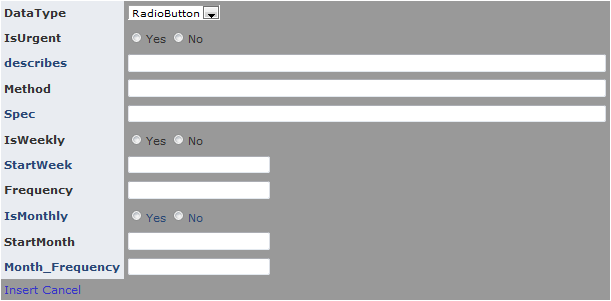 DataType RadioButton
IsUrgent Yes No
describes
Method
Spec
IsWeekly Yes No
StartWeek
Frequency
IsMonthly Yes No
StartMonth
Month_Frequency
Insert Cancel